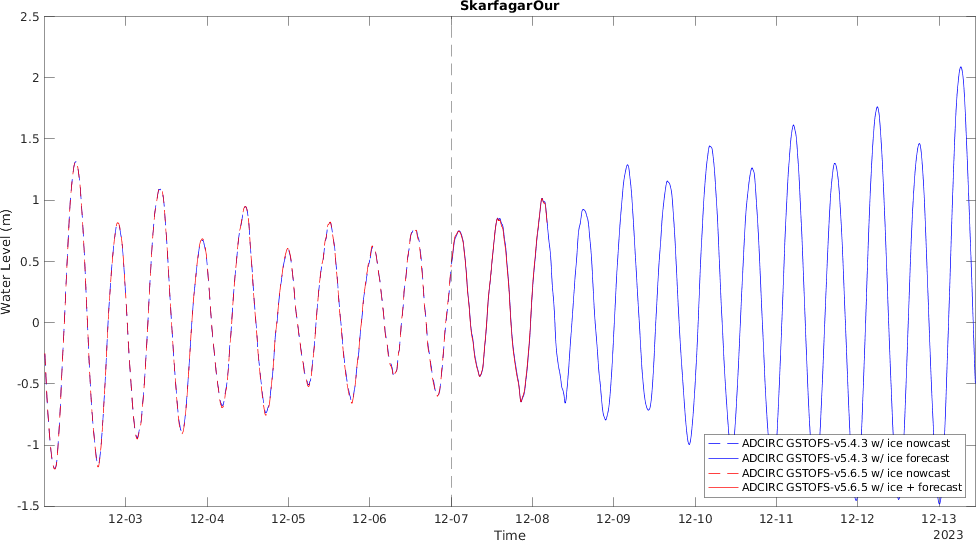 SkarfagarOur
2.5
2
1.5
1
0.5
0
-0.5
-1
-1.5
Water Level (m)
ADCIRC GSTOFS-v5.4.3 w/ ice nowcast
ADCIRC GSTOFS-v5.4.3 w/ ice forecast
ADCIRC GSTOFS-v5.6.5 w/ ice nowcast
ADCIRC GSTOFS-v5.6.5 w/ ice + forecast
12-03 12-04 12-05 12-06 12-07 12-08 12-09 12-10 12-11 12-12 12-13
Time
2023